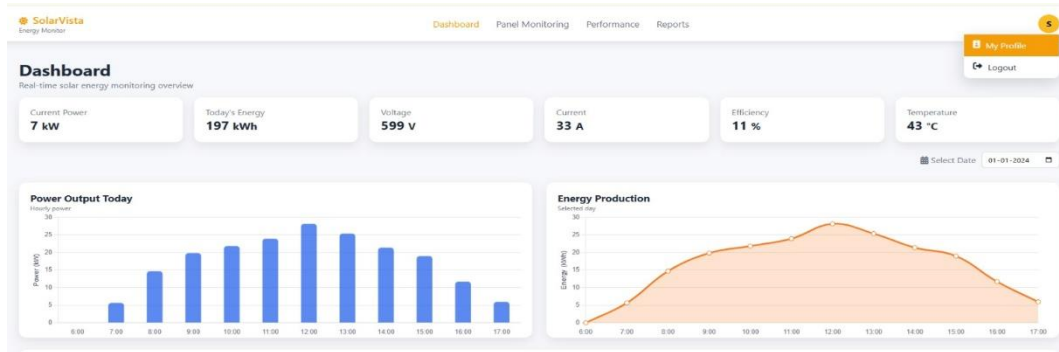 SolarVista
Energy Monitor
Dashboard Panel Monitoring Performance Reports
S
My Profile
Logout
Dashboard
Real-time solar energy monitoring overview
Current Power
7 kW
Today's Energy
197 kWh
Voltage
599 V
Current
33 A
Efficiency
11 %
Temperature
43 °C
Select Date 01-01-2024
Power Output Today
Hourly power
Power (kW)
30
25
20
15
10
5
0
6:00 7:00 8:00 9:00 10:00 11:00 12:00 13:00 14:00 15:00 16:00 17:00
Energy Production
Selected day
Energy (kWh)
30
25
20
15
10
5
0
6:00 7:00 8:00 9:00 10:00 11:00 12:00 13:00 14:00 15:00 16:00 17:00